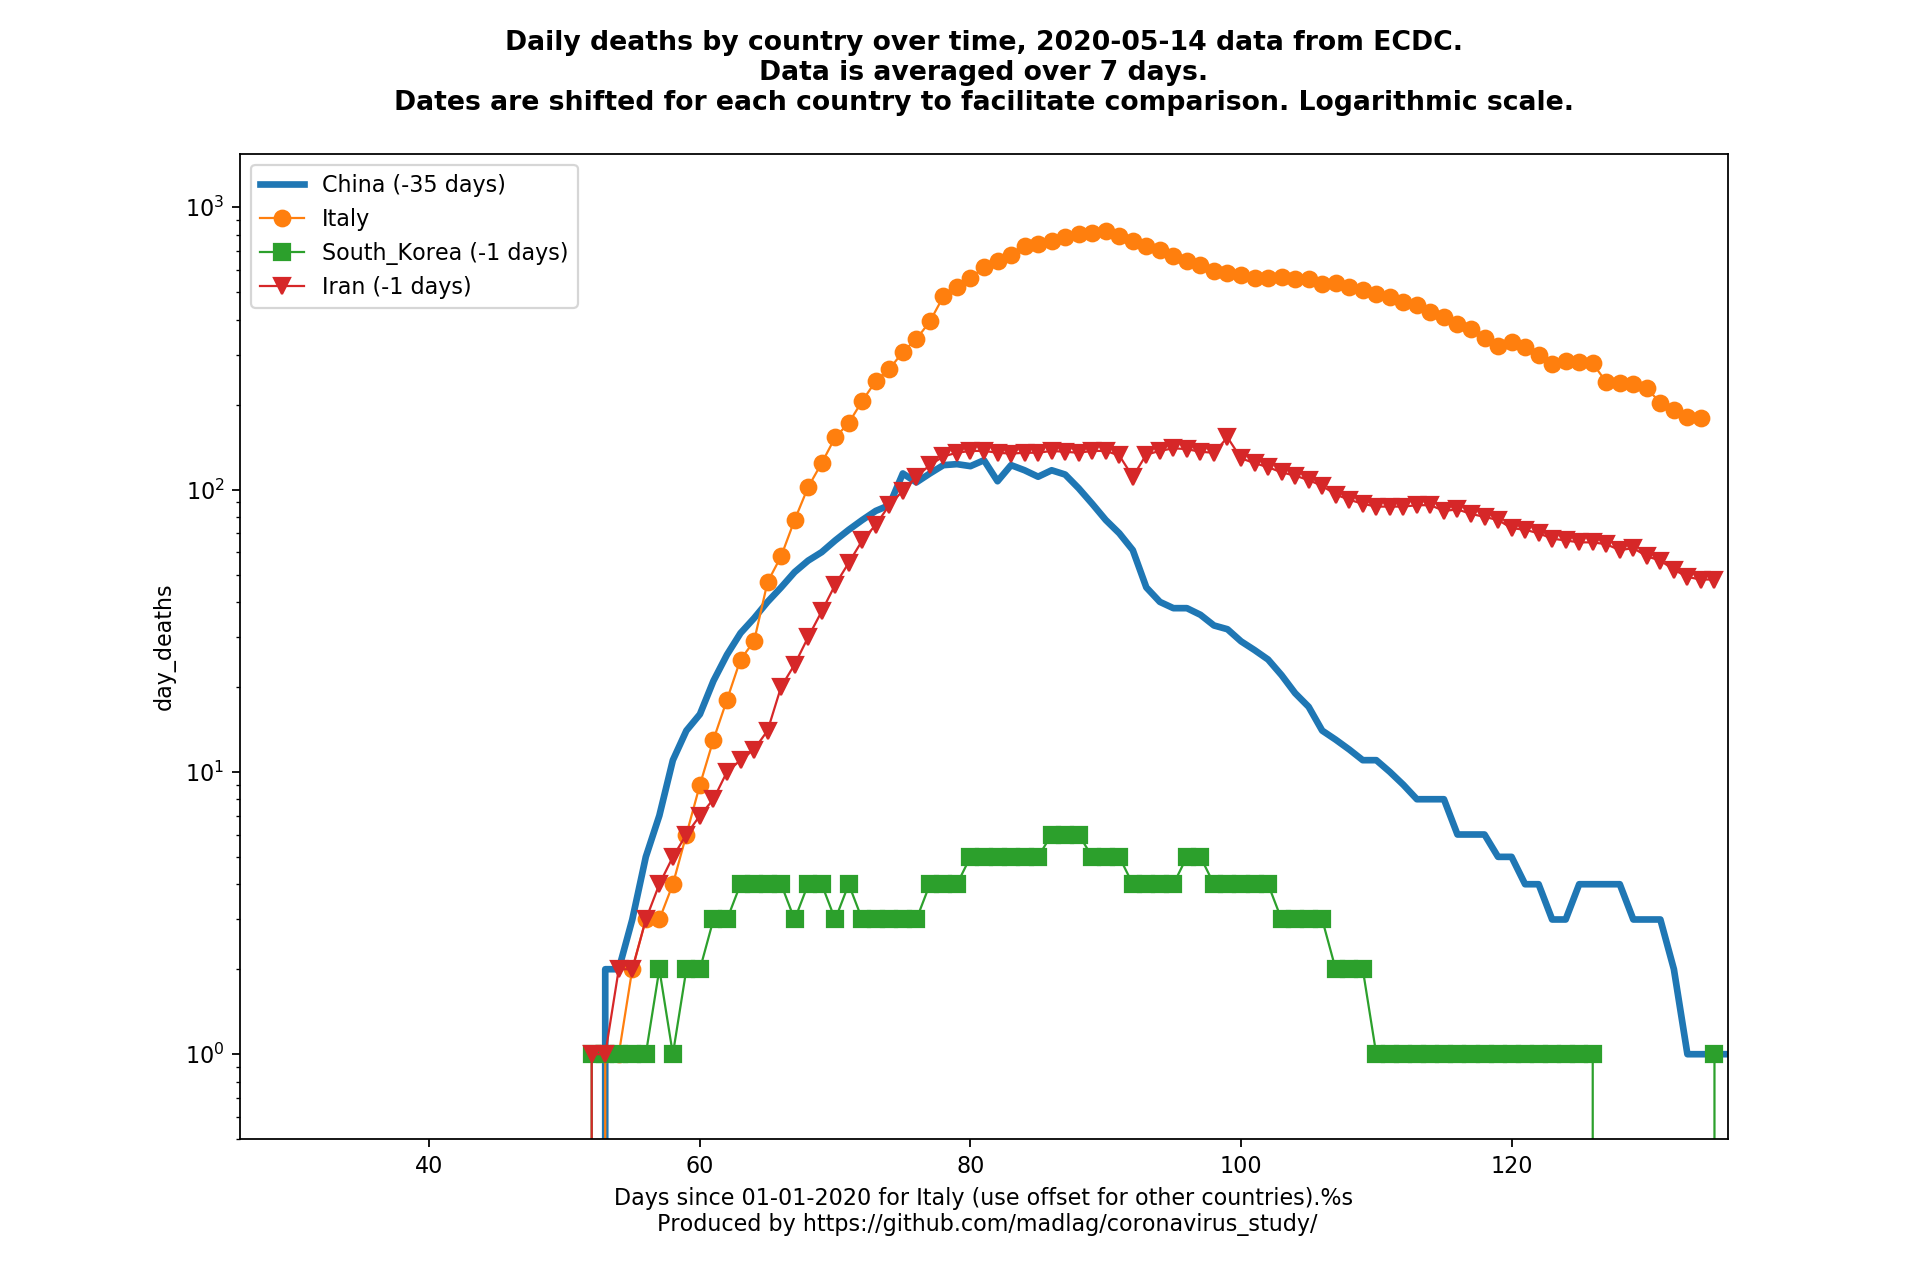 Daily deaths by country over time, 2020-05-14 data from ECDC.
Data is averaged over 7 days.
Dates are shifted for each country to facilitate comparison. Logarithmic scale.
China (-35 days)
Italy
South_Korea (-1 days)
Iran (-1 days)
10³
10²
10¹
10⁰
day_deaths
40 60 80 100 120
Days since 01-01-2020 for Italy (use offset for other countries).%s
Produced by https://github.com/madlag/coronavirus_study/